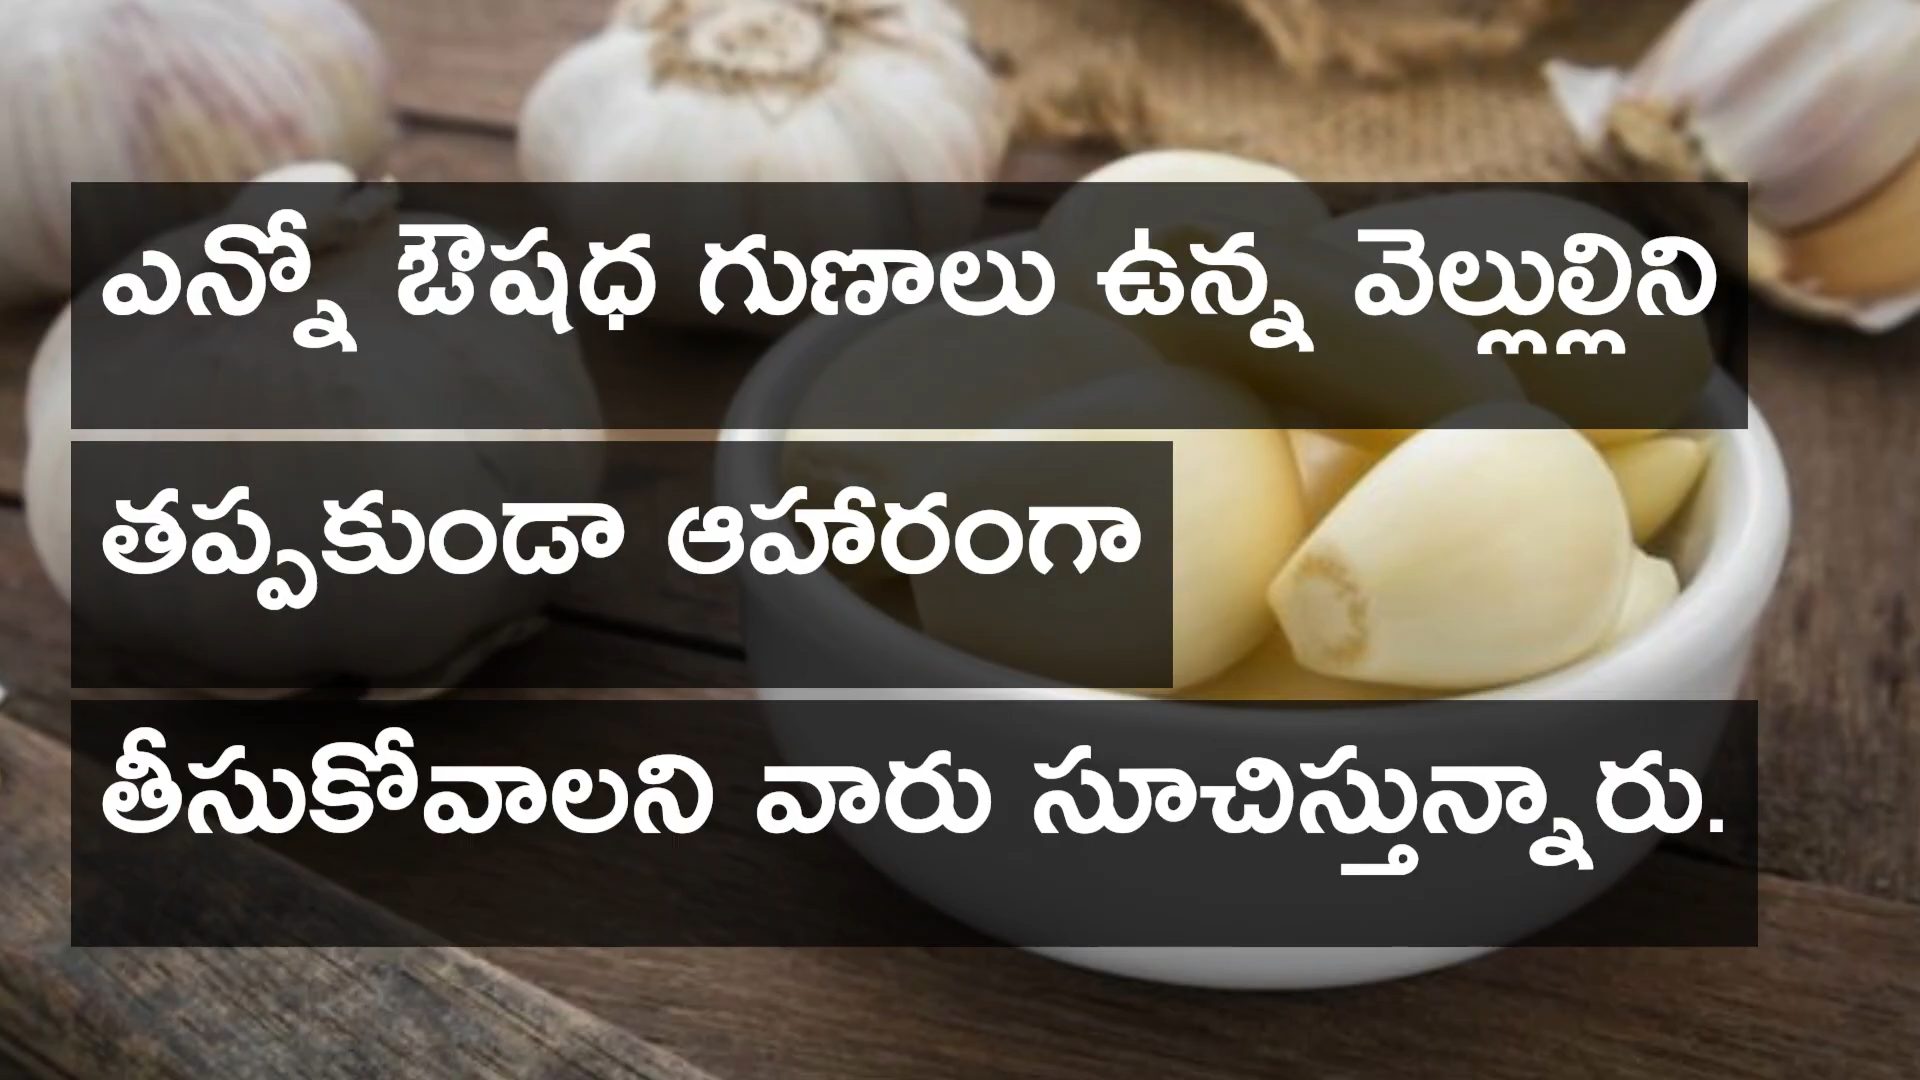 ఎన్నో ఔషధ గుణాలు ఉన్న వెల్లుల్లిని
తప్పకుండా ఆహారంగా
తీసుకోవాలని వారు సూచిస్తున్నారు.